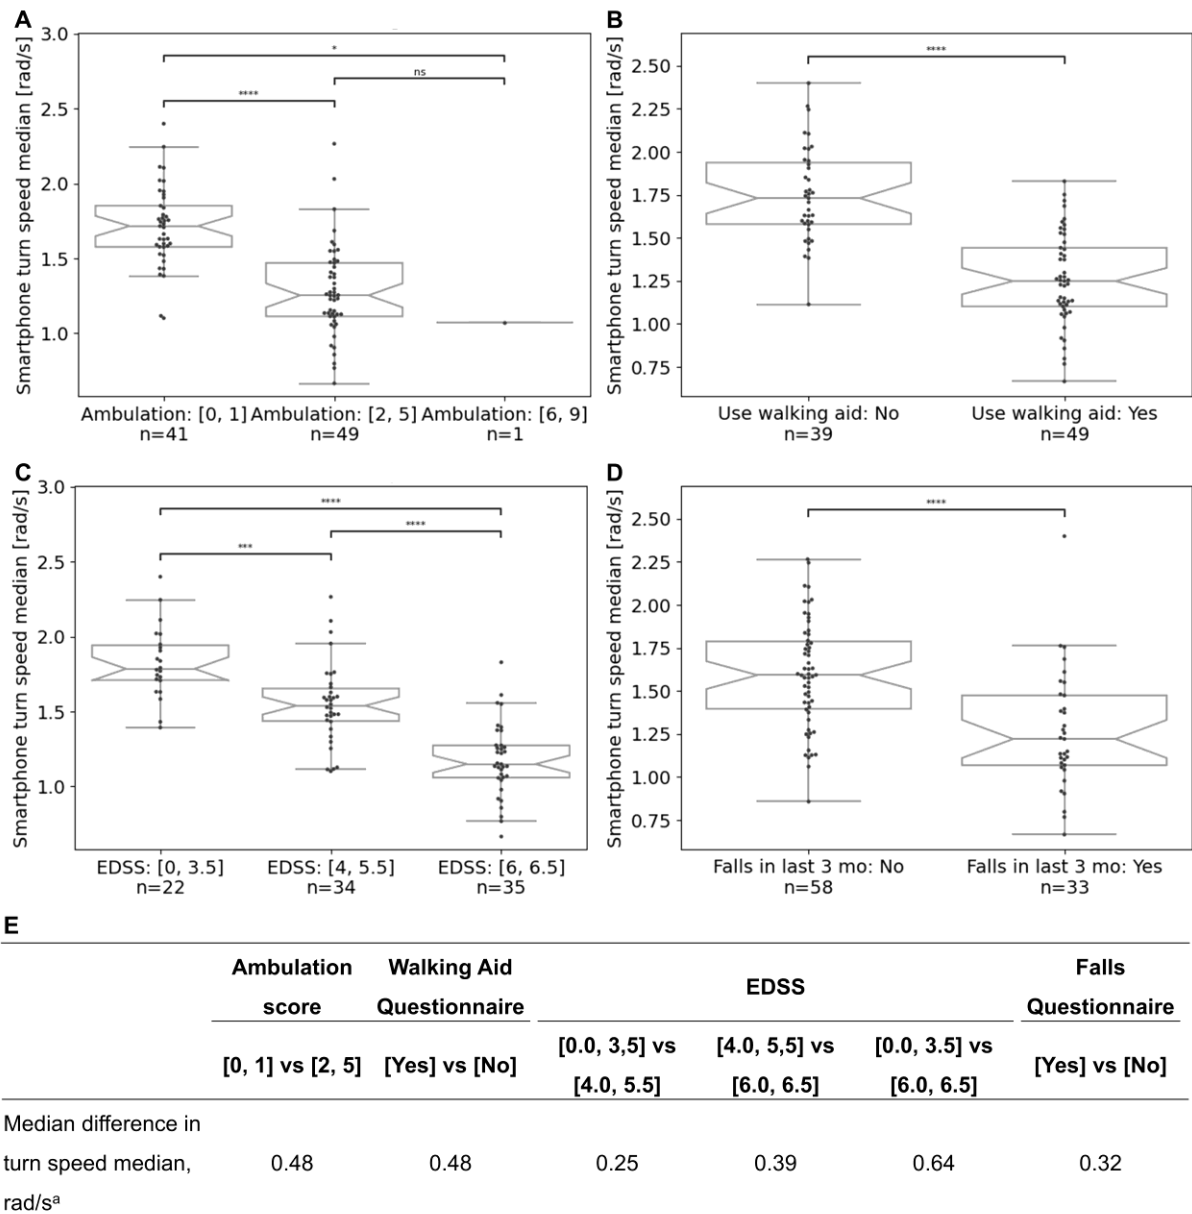 A
Smartphone turn speed median [rad/s]
3.0
2.5
2.0
1.5
1.0
*
ns
****
Ambulation: [0, 1] Ambulation: [2, 5] Ambulation: [6, 9]
n=41 n=49 n=1
B
Smartphone turn speed median [rad/s]
2.50
2.25
2.00
1.75
1.50
1.25
1.00
0.75
****
Use walking aid: No Use walking aid: Yes
n=39 n=49
C
Smartphone turn speed median [rad/s]
3.0
2.5
2.0
1.5
1.0
****
****
***
EDSS: [0, 3.5] EDSS: [4, 5.5] EDSS: [6, 6.5]
n=22 n=34 n=35
D
Smartphone turn speed median [rad/s]
2.50
2.25
2.00
1.75
1.50
1.25
1.00
0.75
****
Falls in last 3 mo: No Falls in last 3 mo: Yes
n=58 n=33
E
Ambulation Walking Aid Falls
EDSS
score Questionnaire Questionnaire
[0.0, 3,5] vs [4.0, 5,5] vs [0.0, 3.5] vs
[0, 1] vs [2, 5] [Yes] vs [No] [Yes] vs [No]
[4.0, 5.5] [6.0, 6.5] [6.0, 6.5]
Median difference in
turn speed median, 0.48 0.48 0.25 0.39 0.64 0.32
rad/sᵃ